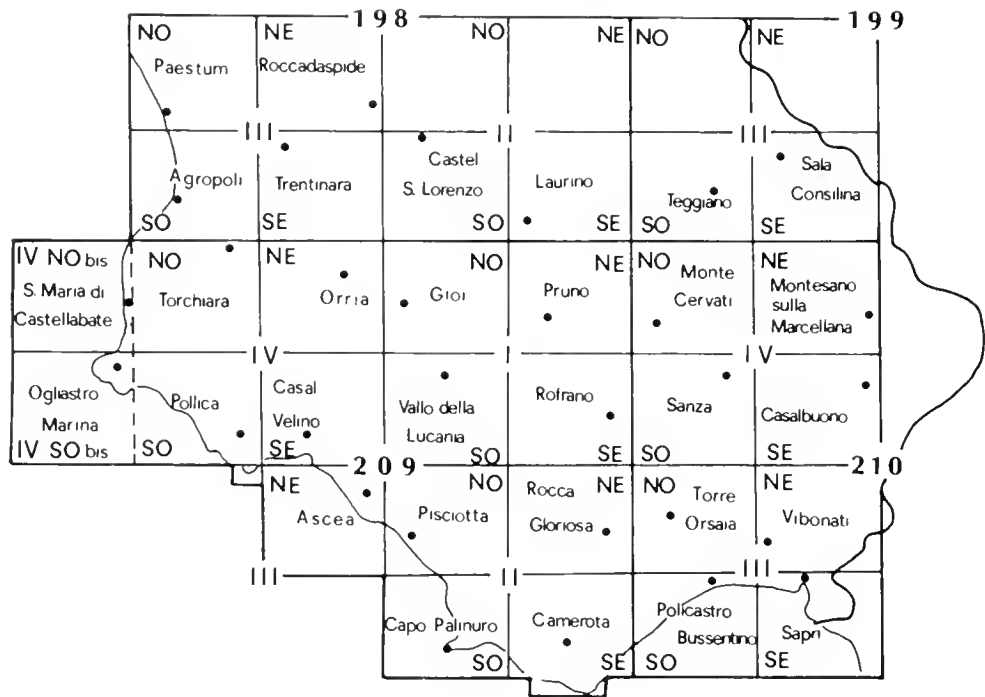 198
199
NO
NE
NO
NE
NO
NE
Paestum
Roccadaspide
III
II
III
Agropoli
Trentinara
Castel
S. Lorenzo
Laurino
Teggiano
Sala
Consilina
SO
SE
SO
SE
SO
SE
IV NO bis
NO
NE
NO
NE
NO
NE
S. Maria di
Castellabate
Torchiara
Orria
Gioi
Pruno
Monte
Cervati
Montesano
sulla
Marcellana
IV
I
IV
Ogliastro
Marina
Pollica
Casal
Velino
Vallo della
Lucania
Rofrano
Sanza
Casalbuono
IV SO bis
SO
SE
SO
SE
SO
SE
209
210
NE
NO
NE
NO
NE
Ascea
Pisciotta
Rocca
Gloriosa
Torre
Orsaia
Vibonati
III
II
III
Capo Palinuro
Camerota
Policastro
Bussentino
Sapri
SO
SE
SO
SE